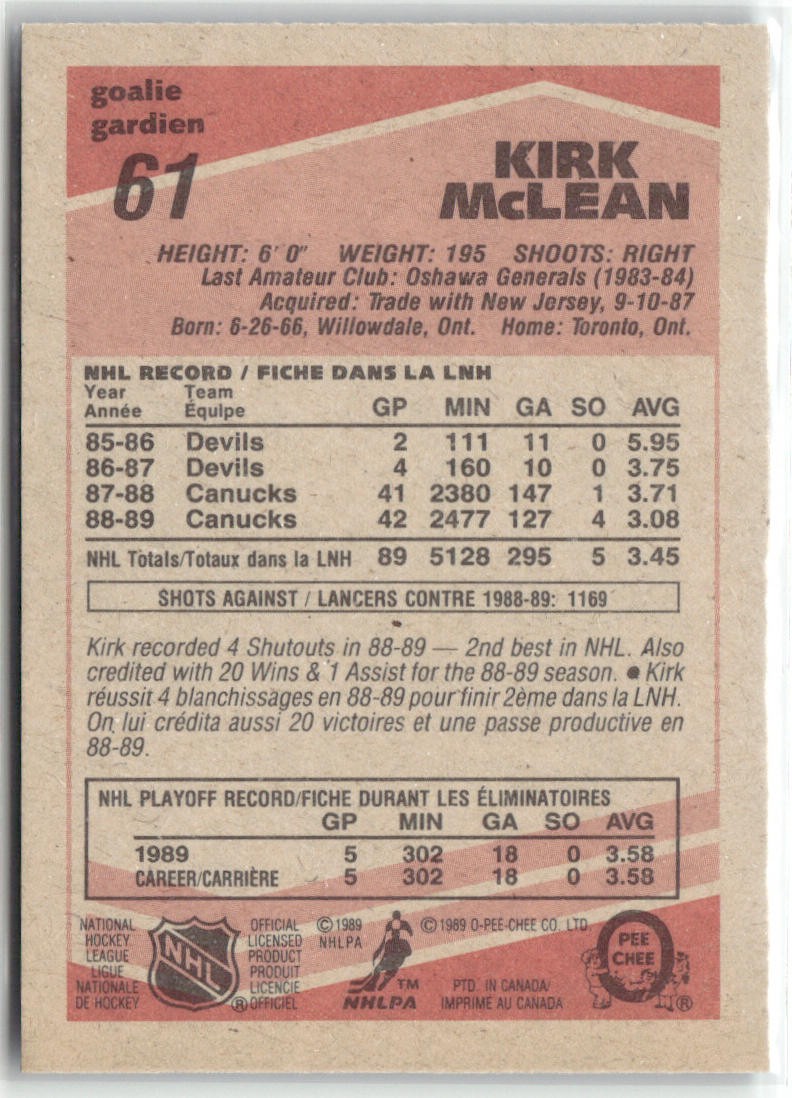 goalie
gardien
61
KIRK
McLEAN
HEIGHT: 6' 0" WEIGHT: 195 SHOOTS: RIGHT
Last Amateur Club: Oshawa Generals (1983-84)
Acquired: Trade with New Jersey, 9-10-87
Born: 6-26-66, Willowdale, Ont. Home: Toronto, Ont.
NHL RECORD / FICHE DANS LA LNH
Year Team
Année Équipe GP MIN GA SO AVG
85-86 Devils 2 111 11 0 5.95
86-87 Devils 4 160 10 0 3.75
87-88 Canucks 41 2380 147 1 3.71
88-89 Canucks 42 2477 127 4 3.08
NHL Totals/Totaux dans la LNH 89 5128 295 5 3.45
SHOTS AGAINST / LANCERS CONTRE 1988-89: 1169
Kirk recorded 4 Shutouts in 88-89 — 2nd best in NHL. Also
credited with 20 Wins & 1 Assist for the 88-89 season. ● Kirk
réussit 4 blanchissages en 88-89 pour finir 2ème dans la LNH.
On lui crédita aussi 20 victoires et une passe productive en
88-89.
NHL PLAYOFF RECORD/FICHE DURANT LES ÉLIMINATOIRES
GP MIN GA SO AVG
1989 5 302 18 0 3.58
CAREER/CARRIÈRE 5 302 18 0 3.58
NATIONAL
HOCKEY
LEAGUE
LIGUE
NATIONALE
DE HOCKEY
NHL
®
OFFICIAL
LICENSED
PRODUCT
PRODUIT
LICENCIE
OFFICIEL
©1989
NHLPA
TM
NHLPA
©1989 O-PEE-CHEE CO. LTD.
PTD. IN CANADA/
IMPRIMÉ AU CANADA
O
PEE
CHEE
®